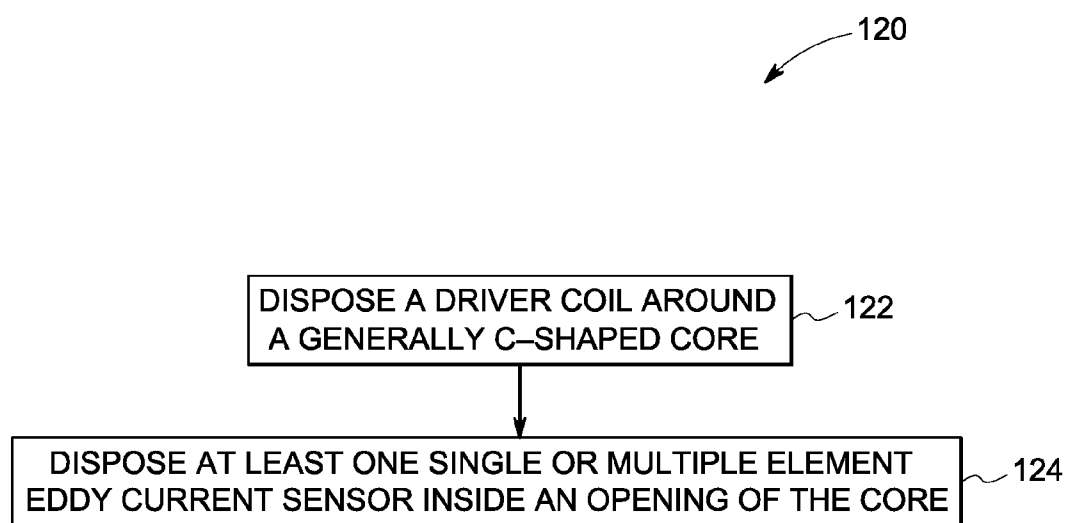 120
DISPOSE A DRIVER COIL AROUND
A GENERALLY C–SHAPED CORE
122
DISPOSE AT LEAST ONE SINGLE OR MULTIPLE ELEMENT
EDDY CURRENT SENSOR INSIDE AN OPENING OF THE CORE
124